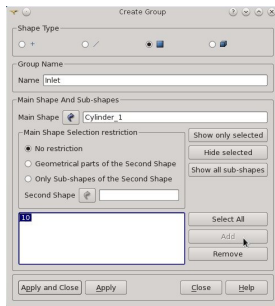 Create Group
Shape Type
Group Name
Name Inlet
Main Shape And Sub-shapes
Main Shape Cylinder_1
Main Shape Selection restriction
No restriction
Geometrical parts of the Second Shape
Only Sub-shapes of the Second Shape
Second Shape
Show only selected
Hide selected
Show all sub-shapes
10
Select All
Add
Remove
Apply and Close Apply Close Help